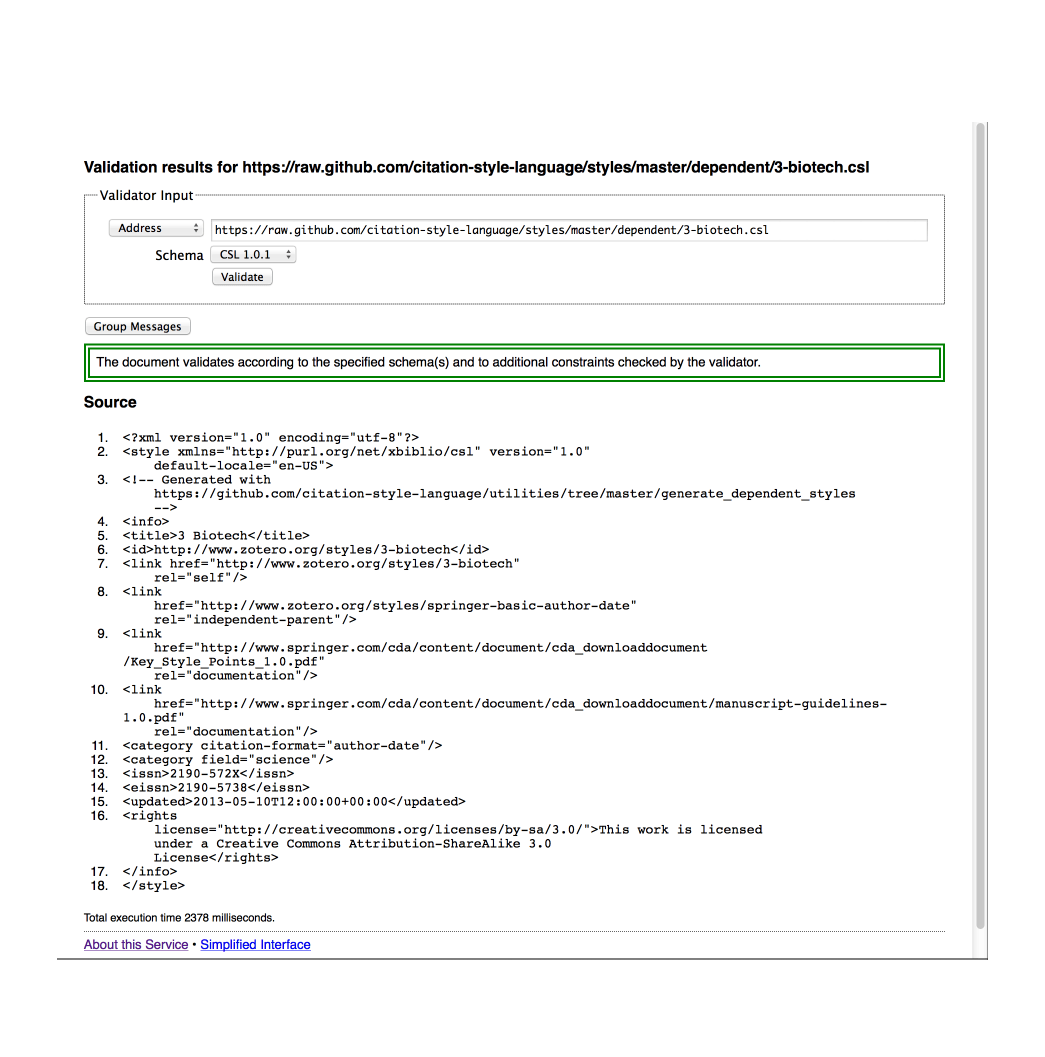 Validation results for https://raw.github.com/citation-style-language/styles/master/dependent/3-biotech.csl
Validator Input
Address https://raw.github.com/citation-style-language/styles/master/dependent/3-biotech.csl
Schema CSL 1.0.1
Validate
Group Messages
The document validates according to the specified schema(s) and to additional constraints checked by the validator.
Source
1. <?xml version="1.0" encoding="utf-8"?>
2. <style xmlns="http://purl.org/net/xbiblio/csl" version="1.0"
default-locale="en-US">
3. <!-- Generated with
https://github.com/citation-style-language/utilities/tree/master/generate_dependent_styles
-->
4. <info>
5. <title>3 Biotech</title>
6. <id>http://www.zotero.org/styles/3-biotech</id>
7. <link href="http://www.zotero.org/styles/3-biotech"
rel="self"/>
8. <link
href="http://www.zotero.org/styles/springer-basic-author-date"
rel="independent-parent"/>
9. <link
href="http://www.springer.com/cda/content/document/cda_downloaddocument
/Key_Style_Points_1.0.pdf"
rel="documentation"/>
10. <link
href="http://www.springer.com/cda/content/document/cda_downloaddocument/manuscript-guidelines-
1.0.pdf"
rel="documentation"/>
11. <category citation-format="author-date"/>
12. <category field="science"/>
13. <issn>2190-572X</issn>
14. <eissn>2190-5738</eissn>
15. <updated>2013-05-10T12:00:00+00:00</updated>
16. <rights
license="http://creativecommons.org/licenses/by-sa/3.0/">This work is licensed
under a Creative Commons Attribution-ShareAlike 3.0
License</rights>
17. </info>
18. </style>
Total execution time 2378 milliseconds.
About this Service • Simplified Interface